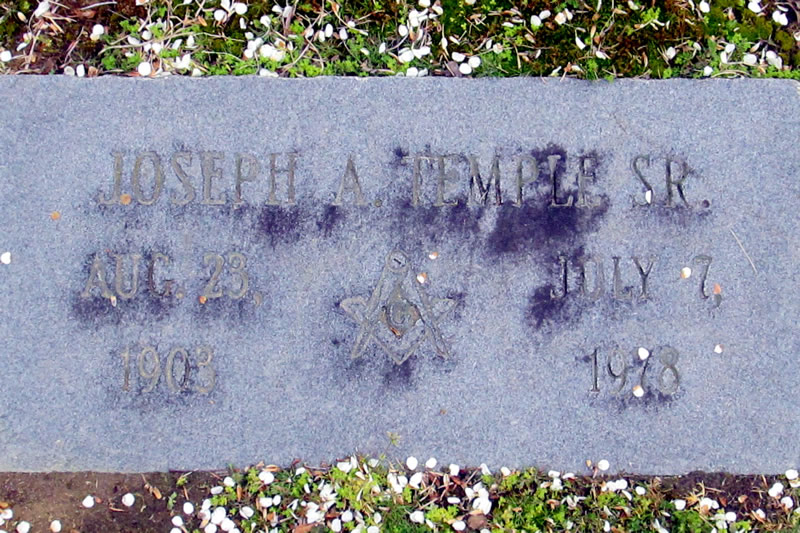 JOSEPH A. TEMPLE SR.
AUG. 23, JULY 7,
1903 G 1978